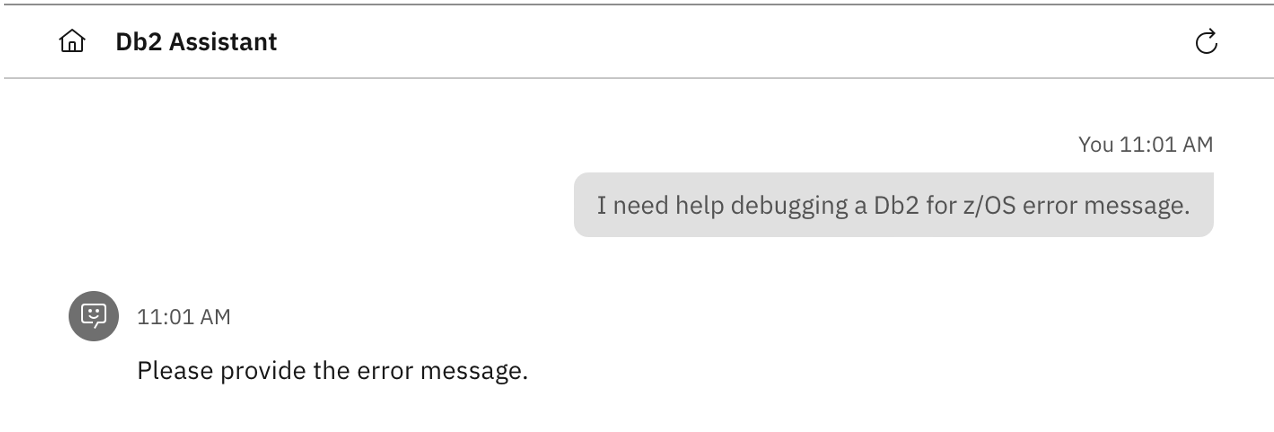 Db2 Assistant
You 11:01 AM
I need help debugging a Db2 for z/OS error message.
11:01 AM
Please provide the error message.